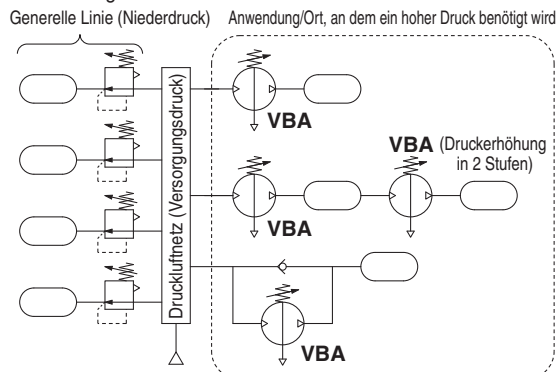 Generelle Linie (Niederdruck)
Anwendung/Ort, an dem ein hoher Druck benötigt wird
Druckluftnetz (Versorgungsdruck)
VBA
VBA (Druckerhöhung
in 2 Stufen)
VBA
VBA